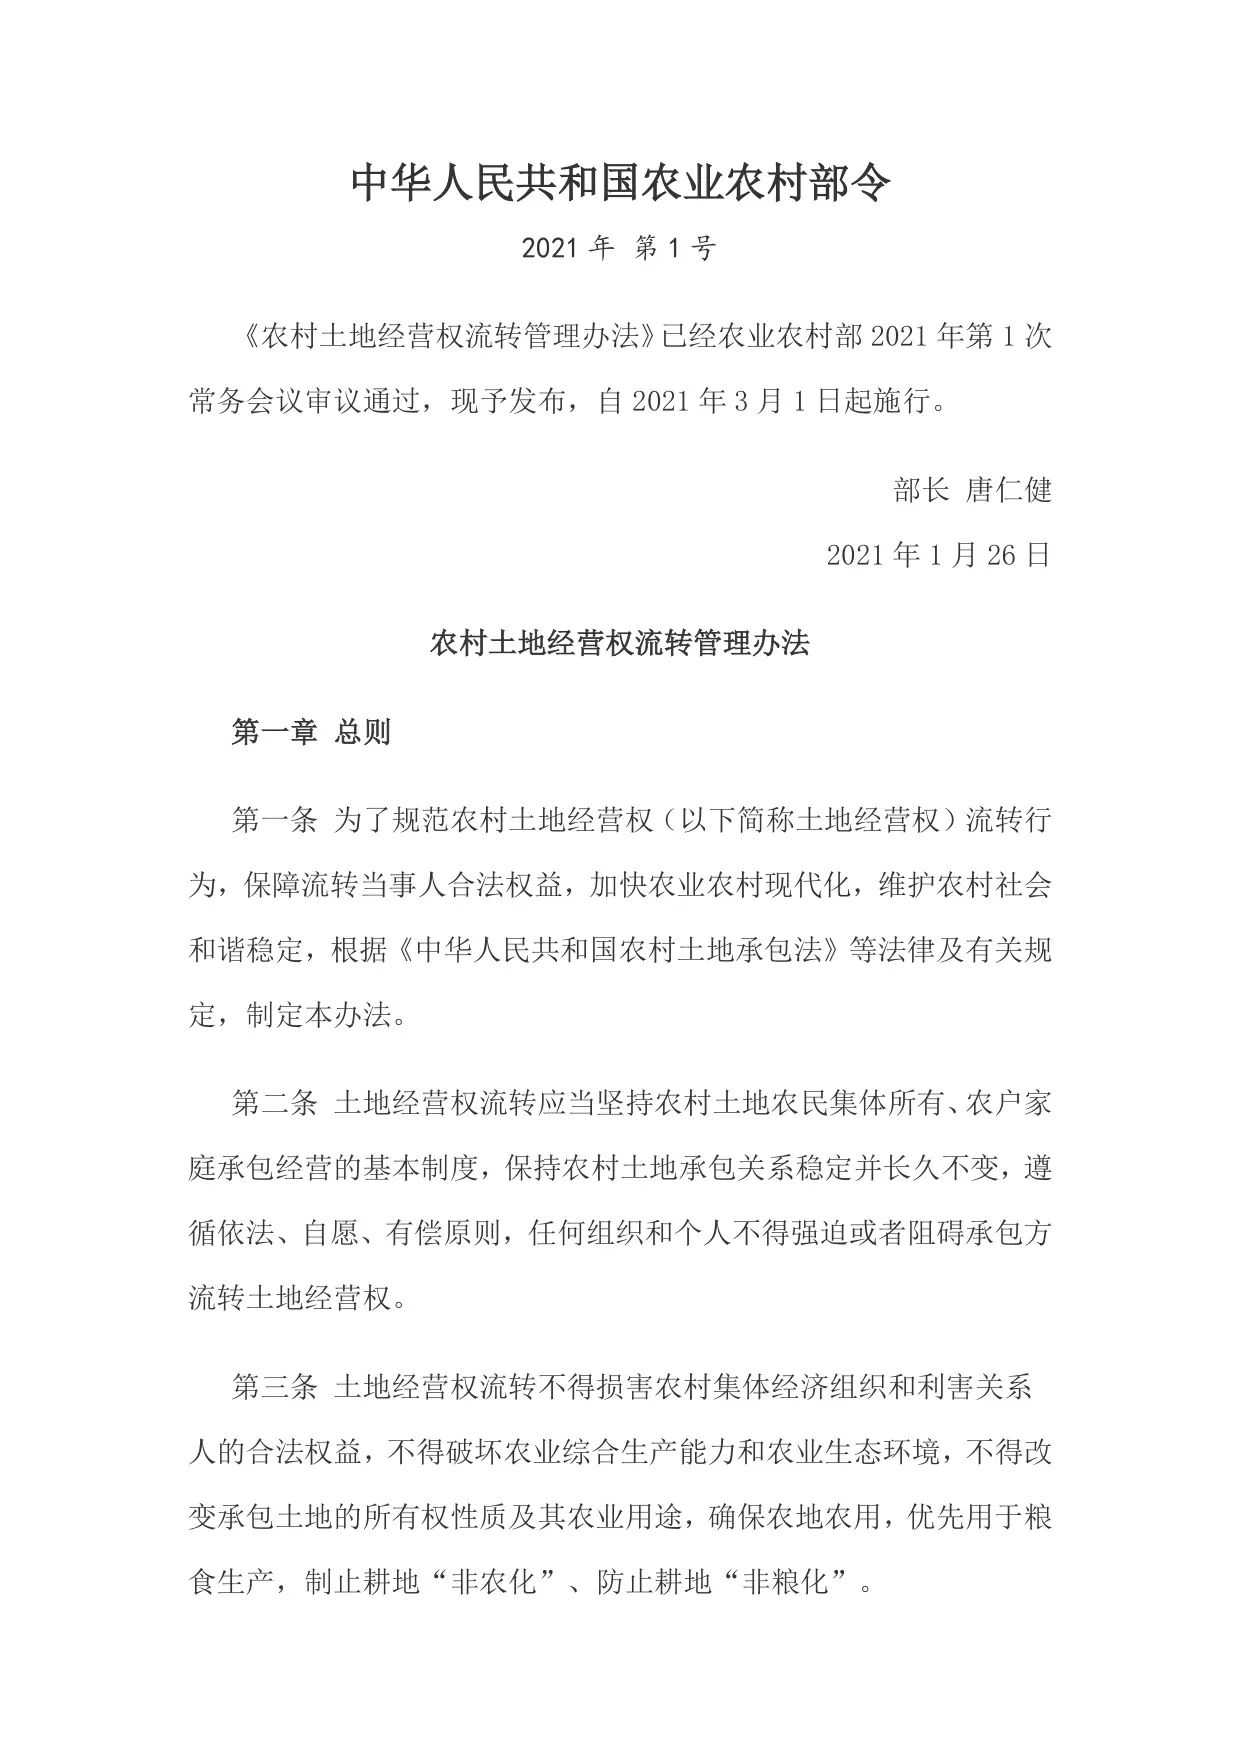 中华人民共和国农业农村部令
2021 年 第 1 号
《农村土地经营权流转管理办法》已经农业农村部 2021 年第 1 次
常务会议审议通过，现予发布，自 2021 年 3 月 1 日起施行。
部长 唐仁健
2021 年 1 月 26 日
农村土地经营权流转管理办法
第一章 总则
第一条 为了规范农村土地经营权（以下简称土地经营权）流转行
为，保障流转当事人合法权益，加快农业农村现代化，维护农村社会
和谐稳定，根据《中华人民共和国农村土地承包法》等法律及有关规
定，制定本办法。
第二条 土地经营权流转应当坚持农村土地农民集体所有、农户家
庭承包经营的基本制度，保持农村土地承包关系稳定并长久不变，遵
循依法、自愿、有偿原则，任何组织和个人不得强迫或者阻碍承包方
流转土地经营权。
第三条 土地经营权流转不得损害农村集体经济组织和利害关系
人的合法权益，不得破坏农业综合生产能力和农业生态环境，不得改
变承包土地的所有权性质及其农业用途，确保农地农用，优先用于粮
食生产，制止耕地“非农化”、防止耕地“非粮化”。